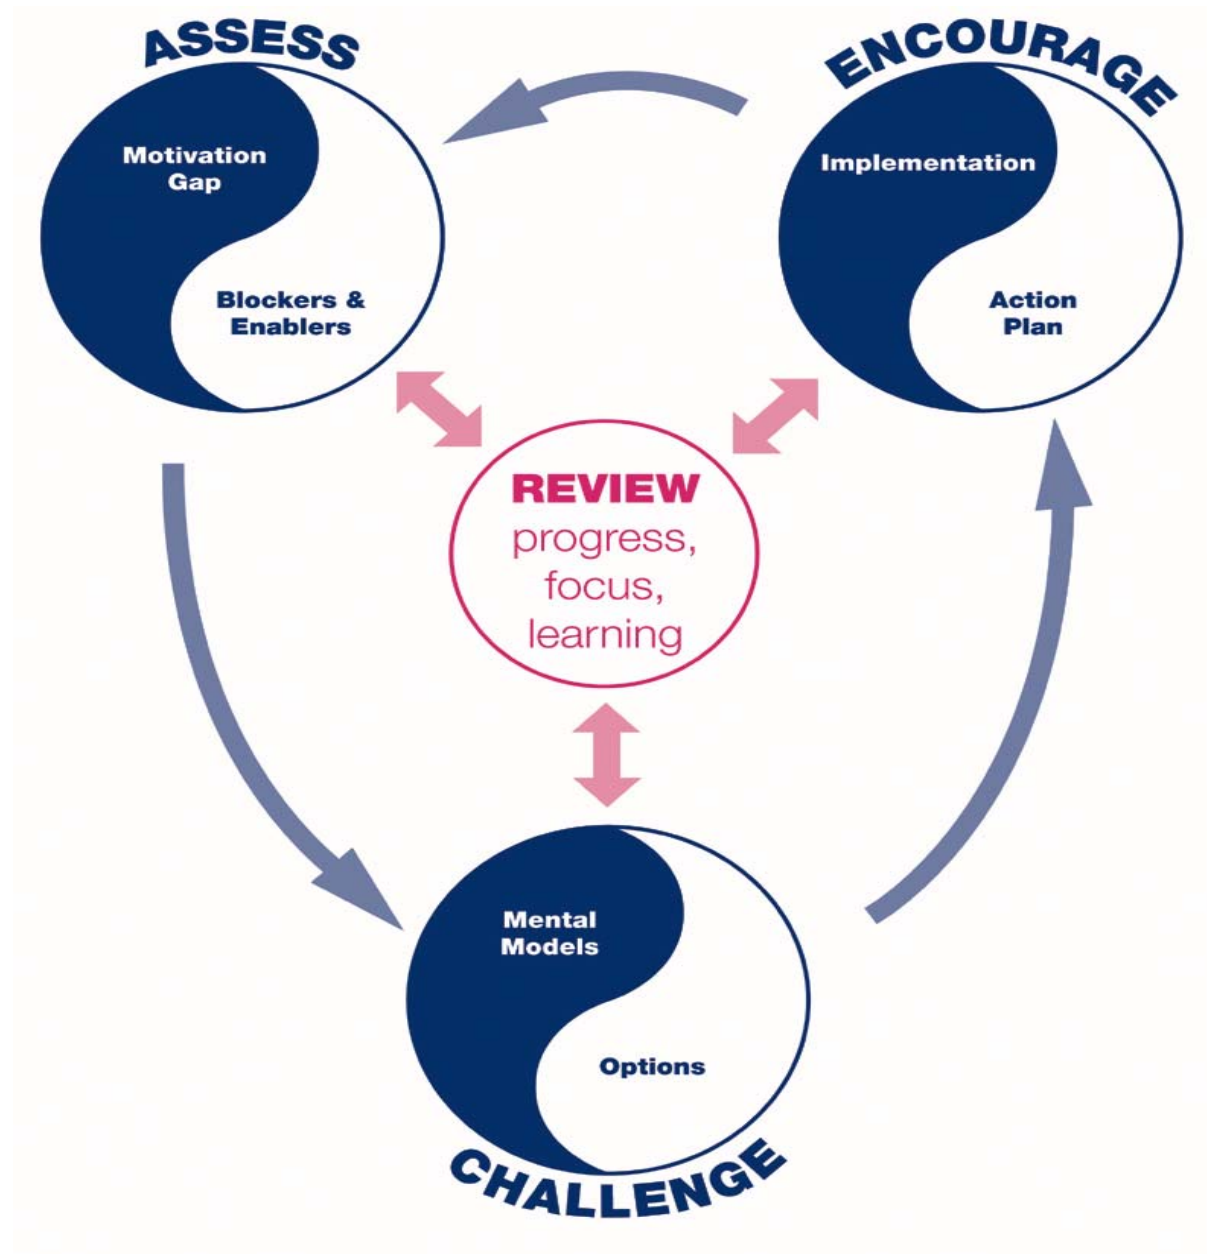 ASSESS
Motivation
Gap
Blockers &
Enablers
ENCOURAGE
Implementation
Action
Plan
REVIEW
progress,
focus,
learning
Mental
Models
Options
CHALLENGE